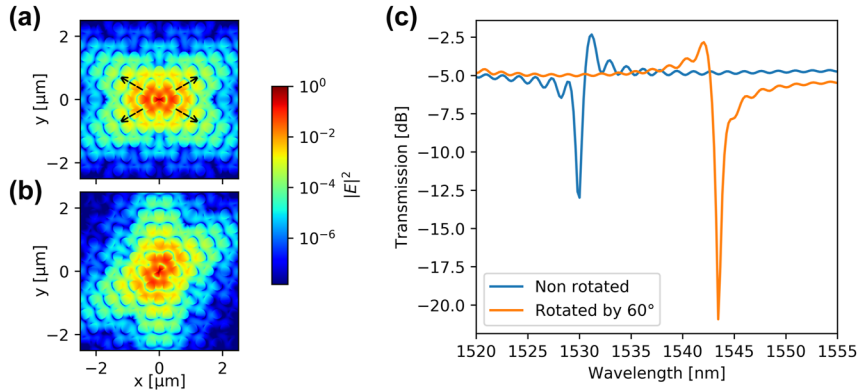 (a)
2
0
−2
y [μm]
(b)
2
0
−2
y [μm]
−2
0
2
x [μm]
10⁰
10⁻²
10⁻⁴
10⁻⁶
|E|²
(c)
−2.5
−5.0
−7.5
−10.0
−12.5
−15.0
−17.5
−20.0
Transmission [dB]
Non rotated
Rotated by 60°
1520 1525 1530 1535 1540 1545 1550 1555
Wavelength [nm]